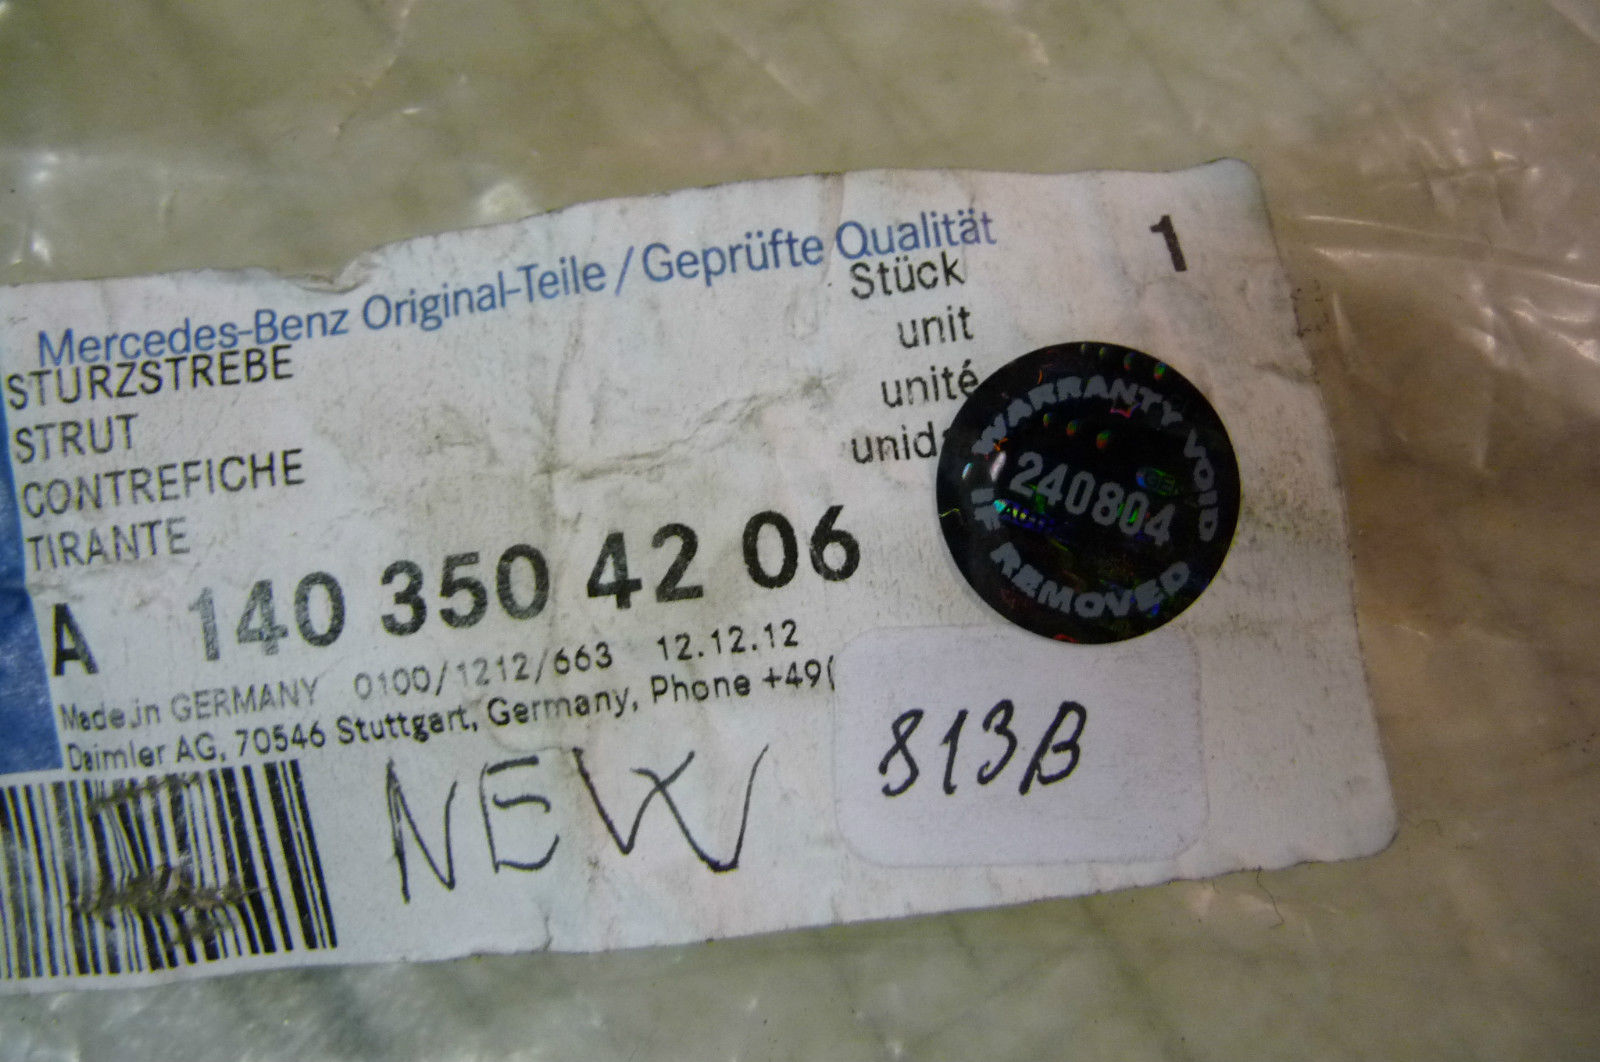 Mercedes-Benz Original-Teile / Geprüfte Qualität
STURZSTREBE
STRUT
CONTREFICHE
TIRANTE
Stück 1
unit
unité
A 140 350 42 06
Made in GERMANY 0100/1212/663 12.12.12
Daimler AG, 70546 Stuttgart, Germany, Phone +49(
NEW
813B
WARRANTY VOID
240804
IF REMOVED